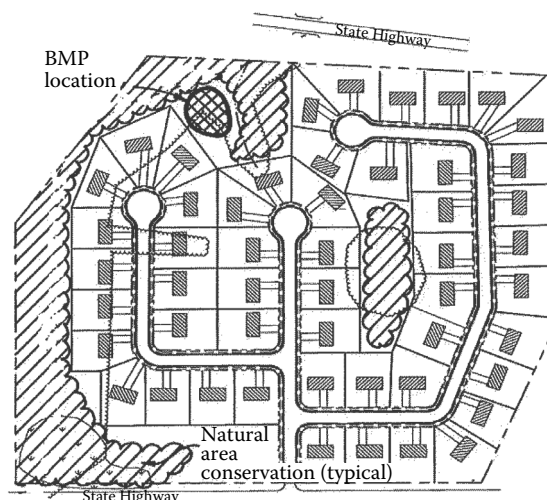 State Highway
BMP
location
Natural
area
conservation (typical)
State Highway